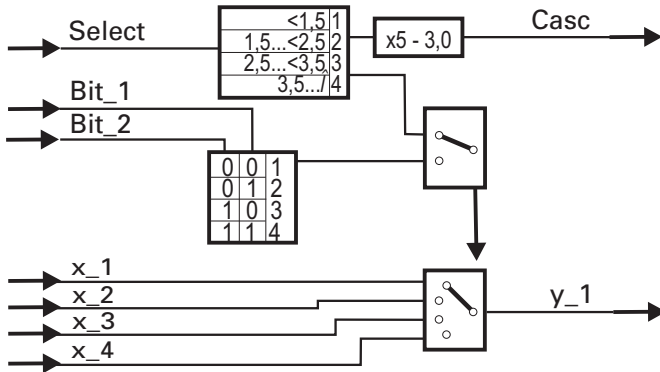 Select
<1,5 1
1,5...<2,5 2
2,5...<3,5 3
3,5.../ 4
x5 - 3,0
Casc
Bit_1
Bit_2
0 0 1
0 1 2
1 0 3
1 1 4
x_1
x_2
x_3
x_4
y_1